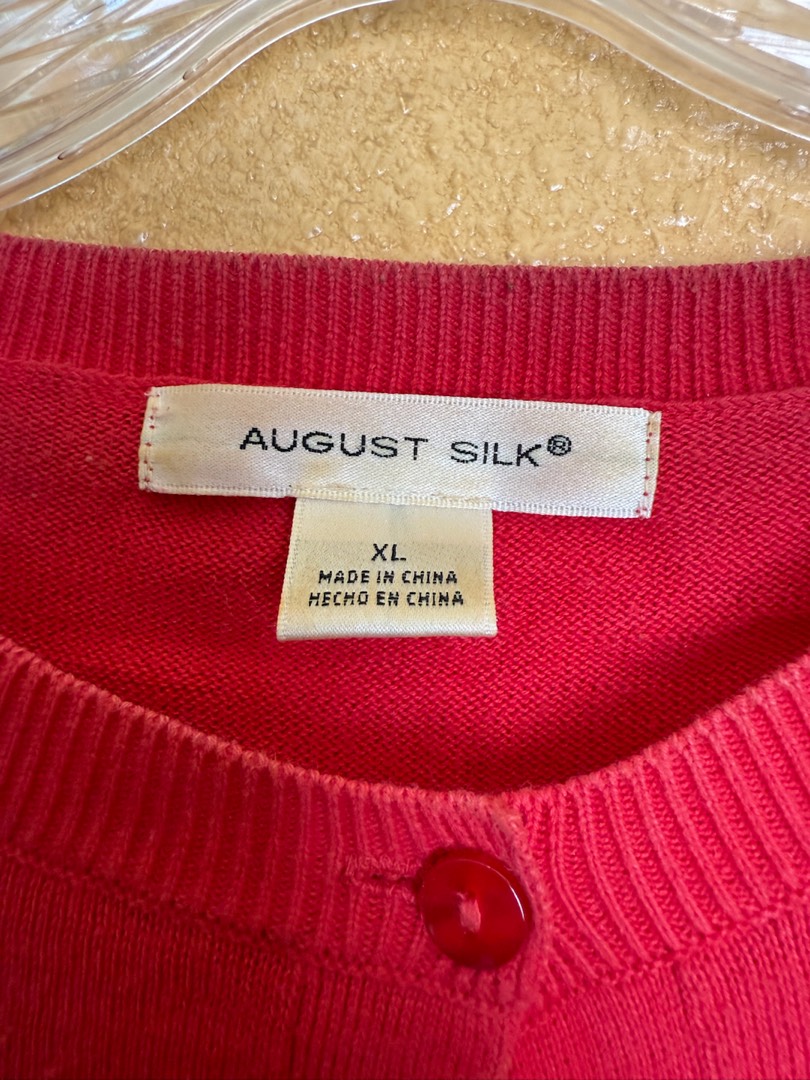 AUGUST SILK®
XL
MADE IN CHINA
HECHO EN CHINA